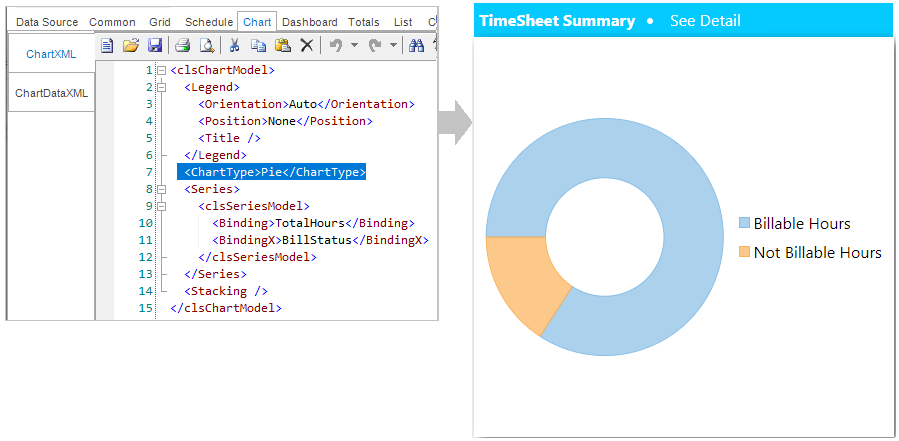 Data Source Common Grid Schedule Chart Dashboard Totals List
ChartXML
ChartDataXML
1 <clsChartModel>
2 <Legend>
3 <Orientation>Auto</Orientation>
4 <Position>None</Position>
5 <Title />
6 </Legend>
7 <ChartType>Pie</ChartType>
8 <Series>
9 <clsSeriesModel>
10 <Binding>TotalHours</Binding>
11 <BindingX>BillStatus</BindingX>
12 </clsSeriesModel>
13 </Series>
14 <Stacking />
15 </clsChartModel>
TimeSheet Summary • See Detail
Billable Hours
Not Billable Hours